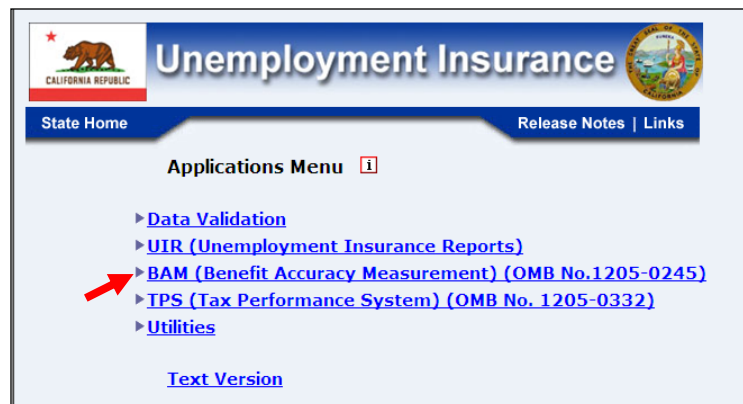 CALIFORNIA REPUBLIC
Unemployment Insurance
EUREKA
State Home
Release Notes | Links
Applications Menu i
Data Validation
UIR (Unemployment Insurance Reports)
BAM (Benefit Accuracy Measurement) (OMB No.1205-0245)
TPS (Tax Performance System) (OMB No. 1205-0332)
Utilities
Text Version